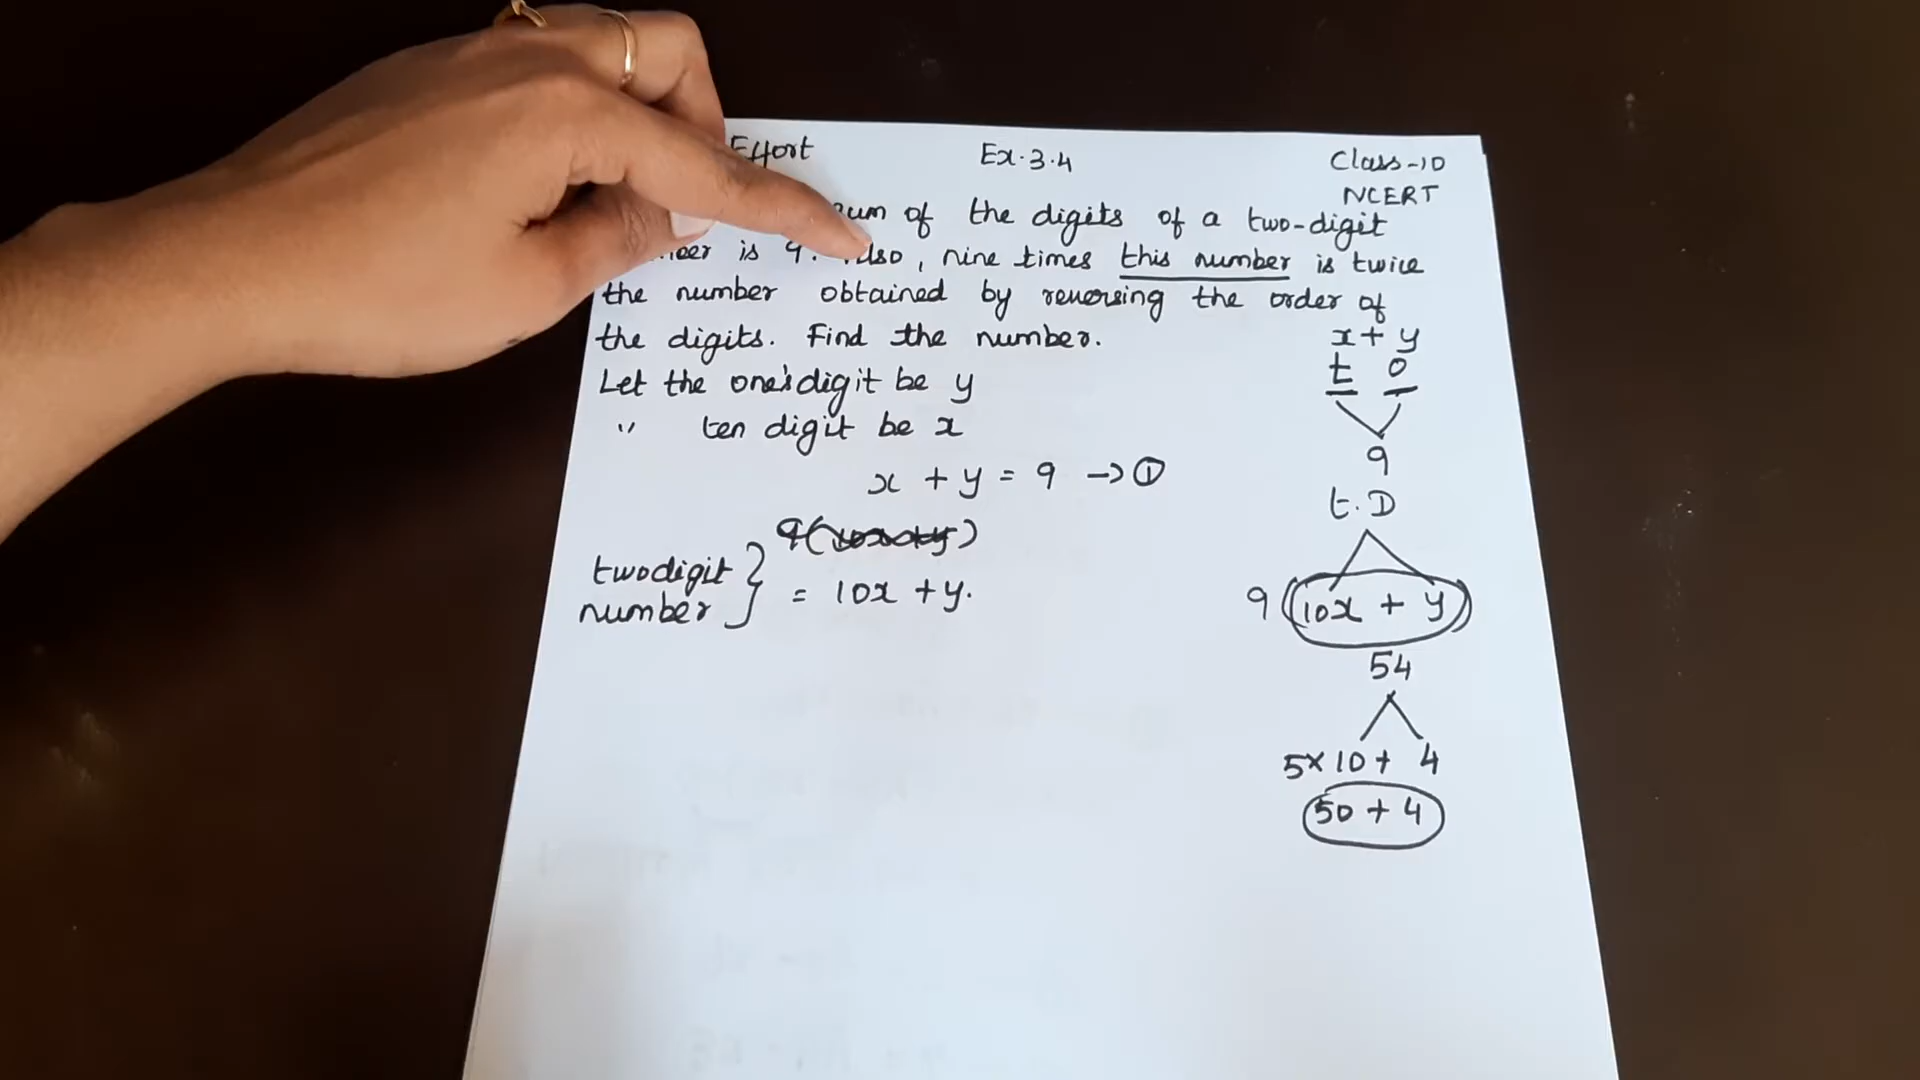 Effort Ex.3.4 Class-10
NCERT
sum of the digits of a two-digit
is 9. Also, nine times this number is twice
the number obtained by reversing the order of
the digits. Find the number.
x + y
t o
Let the one's digit be y
" ten digit be x
9
x + y = 9 → ①
t.D
9(10x+y)
twodigit
number } = 10x + y.
9 (10x + y)
54
5×10 + 4
50 + 4